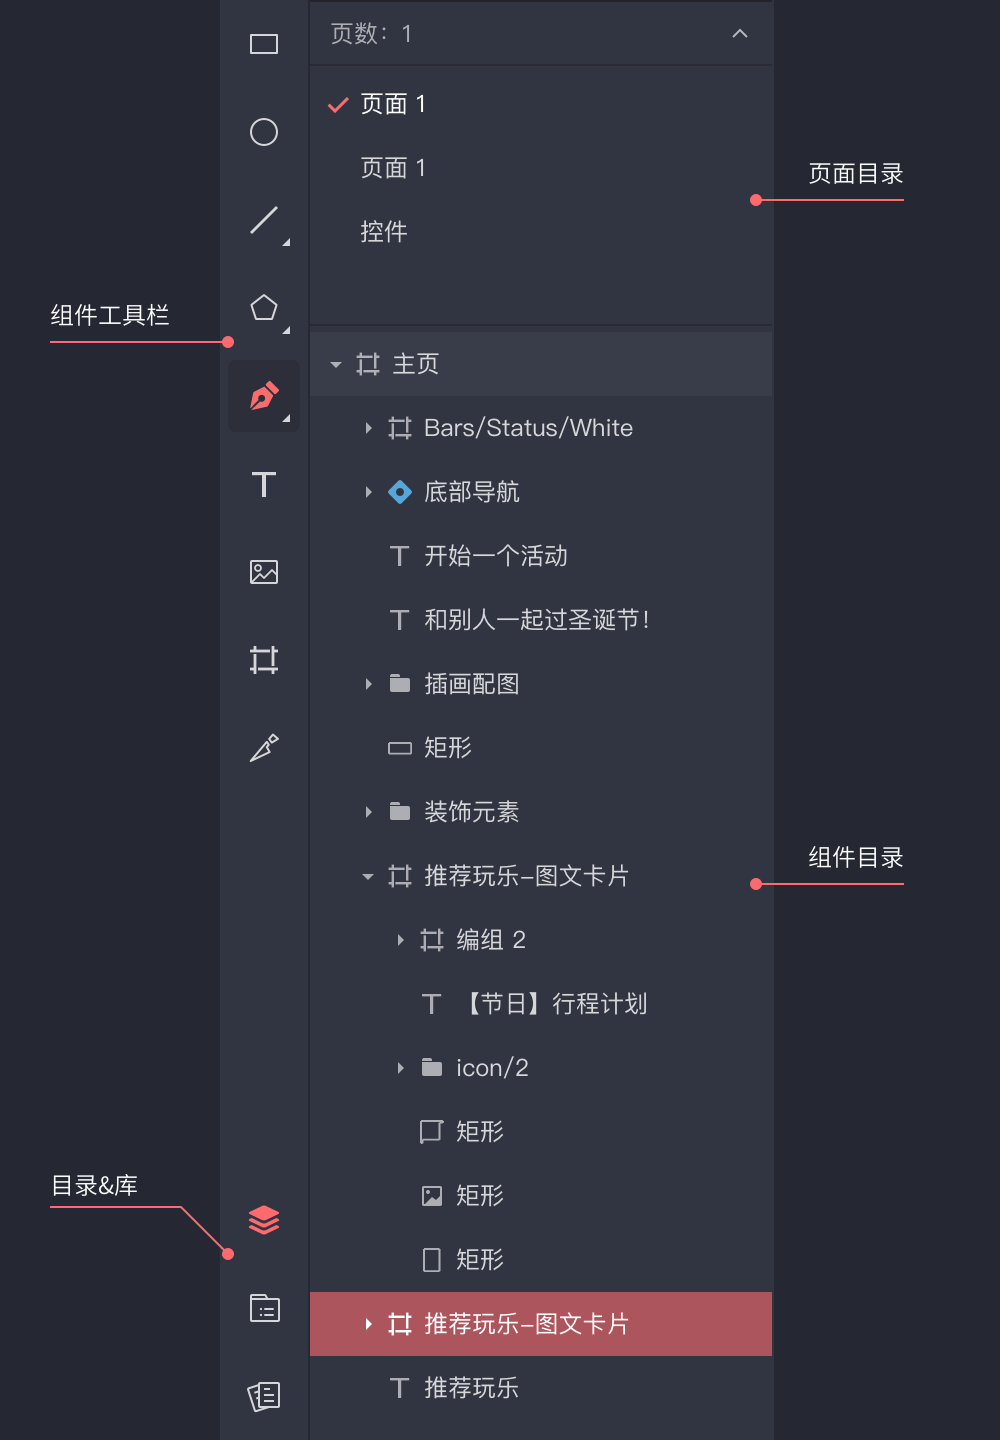 页数：1
页面 1
页面 1
控件
页面目录
组件工具栏
主页
Bars/Status/White
底部导航
开始一个活动
和别人一起过圣诞节！
插画配图
矩形
装饰元素
推荐玩乐-图文卡片
组件目录
编组 2
【节日】行程计划
icon/2
矩形
目录&库
矩形
矩形
推荐玩乐-图文卡片
推荐玩乐